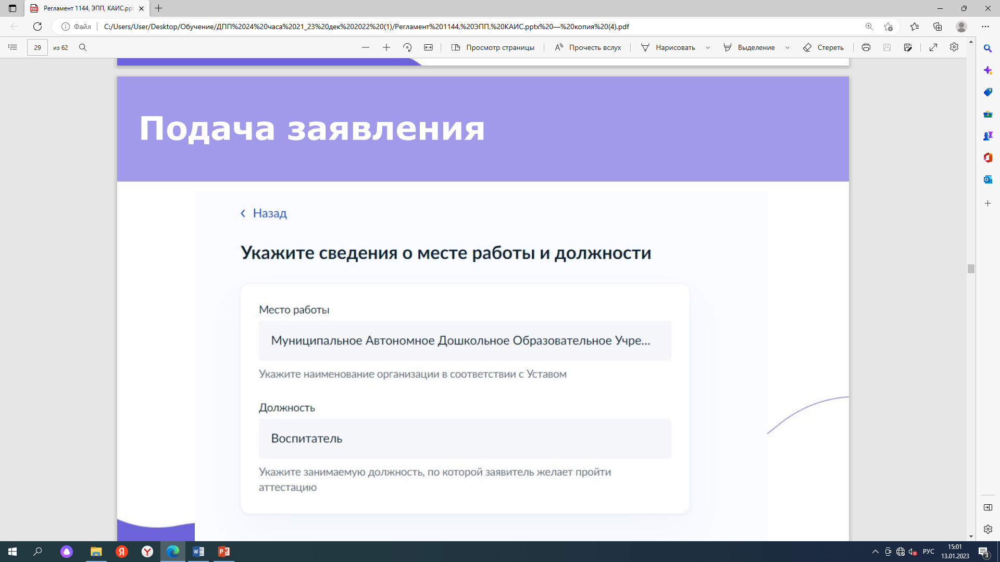 Регламент 1144, ЭПП, КАИС.ppt
Файл
C:/Users/User/Desktop/Обучение/ДПП%2024%20часа%2021_23%20дек%202022%20(1)/Регламент%201144,%20ЭПП,%20КАИС.pptx%20—%20копия%20(4).pdf
29 из 62
Просмотр страницы
Прочесть вслух
Нарисовать
Выделение
Стереть
Подача заявления
Назад
Укажите сведения о месте работы и должности
Место работы
Муниципальное Автономное Дошкольное Образовательное Учре...
Укажите наименование организации в соответствии с Уставом
Должность
Воспитатель
Укажите занимаемую должность, по которой заявитель желает пройти
аттестацию
РУС
15:01
13.01.2023
3